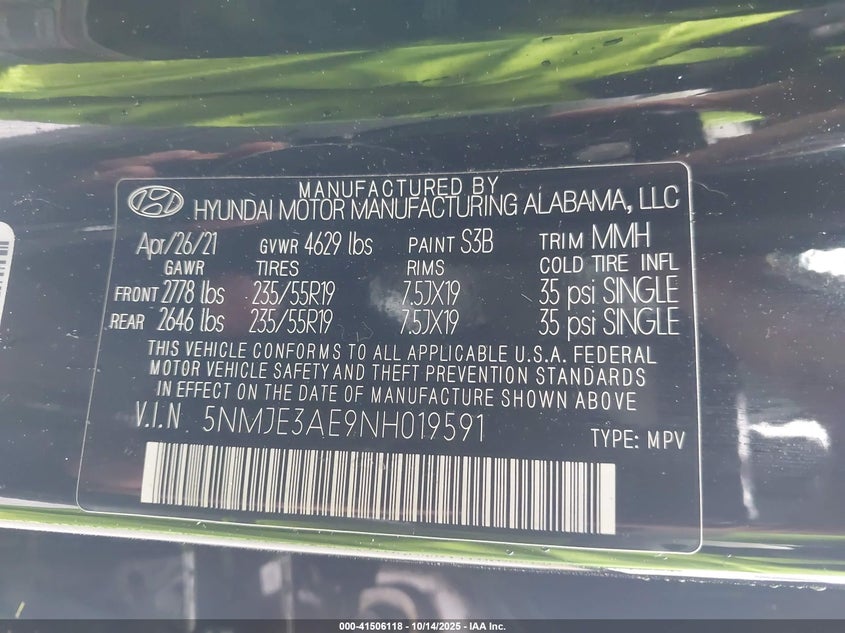 MANUFACTURED BY
HYUNDAI MOTOR MANUFACTURING ALABAMA, LLC
Apr/26/21 GVWR 4629 lbs PAINT S3B TRIM MMH
GAWR TIRES RIMS COLD TIRE INFL
FRONT 2778 lbs 235/55R19 7.5JX19 35 psi SINGLE
REAR 2646 lbs 235/55R19 7.5JX19 35 psi SINGLE
THIS VEHICLE CONFORMS TO ALL APPLICABLE U.S.A. FEDERAL
MOTOR VEHICLE SAFETY AND THEFT PREVENTION STANDARDS
IN EFFECT ON THE DATE OF MANUFACTURE SHOWN ABOVE
V.I.N 5NMJE3AE9NH019591
TYPE: MPV
000-41506118 - 10/14/2025 - IAA Inc.